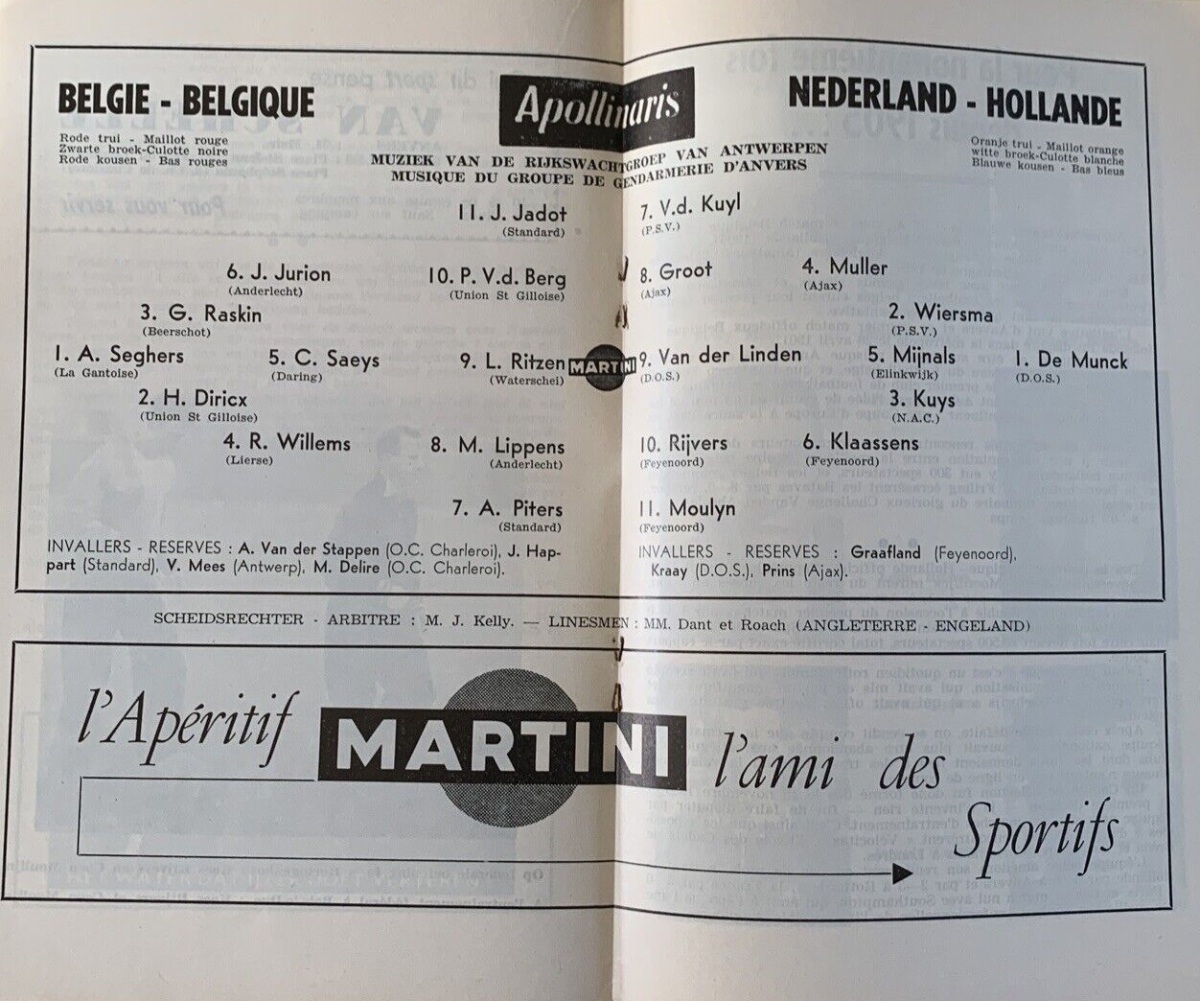 BELGIE - BELGIQUE
Rode trui - Maillot rouge
Zwarte broek-Culotte noire
Rode kousen - Bas rouges
Apollinaris
NEDERLAND - HOLLANDE
Oranje trui - Maillot orange
witte broek-Culotte blanche
Blauwe kousen - Bas bleus
MUZIEK VAN DE RIJKSWACHTGROEP VAN ANTWERPEN
MUSIQUE DU GROUPE DE GENDARMERIE D'ANVERS
11. J. Jadot
(Standard)
6. J. Jurion
(Anderlecht)
10. P. V.d. Berg
(Union St Gilloise)
3. G. Raskin
(Beerschot)
1. A. Seghers
(La Gantoise)
5. C. Saeys
(Daring)
9. L. Ritzen
(Waterschei)
2. H. Diricx
(Union St Gilloise)
4. R. Willems
(Lierse)
8. M. Lippens
(Anderlecht)
7. A. Piters
(Standard)
INVALLERS - RESERVES : A. Van der Stappen (O.C. Charleroi), J. Hap-
part (Standard), V. Mees (Antwerp), M. Delire (O.C. Charleroi).
MARTINI
7. V.d. Kuyl
(P.S.V.)
8. Groot
(Ajax)
4. Muller
(Ajax)
2. Wiersma
(P.S.V.)
9. Van der Linden
(D.O.S.)
5. Mijnals
(Elinkwijk)
1. De Munck
(D.O.S.)
3. Kuys
(N.A.C.)
10. Rijvers
(Feyenoord)
6. Klaassens
(Feyenoord)
11. Moulyn
(Feyenoord)
INVALLERS - RESERVES : Graafland (Feyenoord),
Kraay (D.O.S.), Prins (Ajax).
SCHEIDSRECHTER - ARBITRE : M. J. Kelly. — LINESMEN : MM. Dant et Roach (ANGLETERRE - ENGELAND)
l'Apéritif MARTINI l'ami des
Sportifs